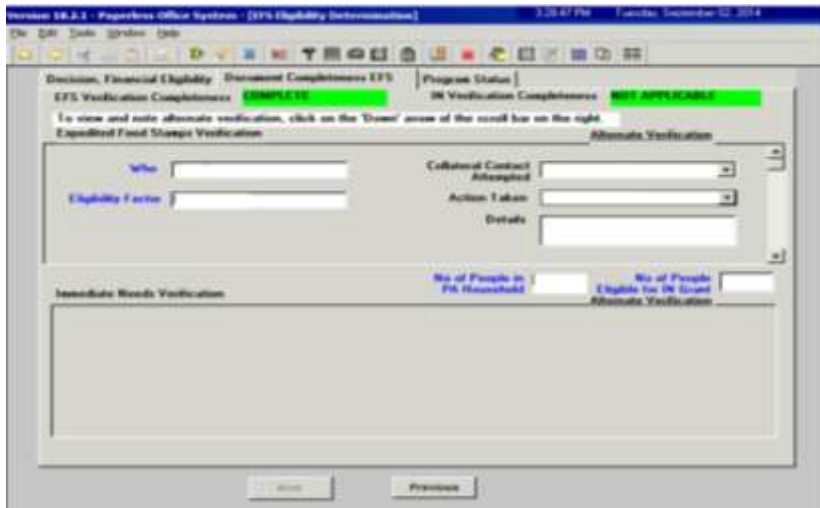 Version 18.2.1 - Paperless Office System - [EFS Eligibility Determination] 3:28:47 PM Tuesday, September 02, 2014
File Edit Tools Window Help
Decision, Financial Eligibility Document Completeness EFS Program Status
EFS Verification Completeness COMPLETE IN Verification Completeness NOT APPLICABLE
To view and note alternate verification, click on the 'Down' arrow of the scroll bar on the right.
Expedited Food Stamps Verification Alternate Verification
Who Collateral Contact Attempted
Eligibility Factor Action Taken
Details
No of People in PA Household No of People Eligible for IN Grant
Immediate Needs Verification Alternate Verification
Next Previous